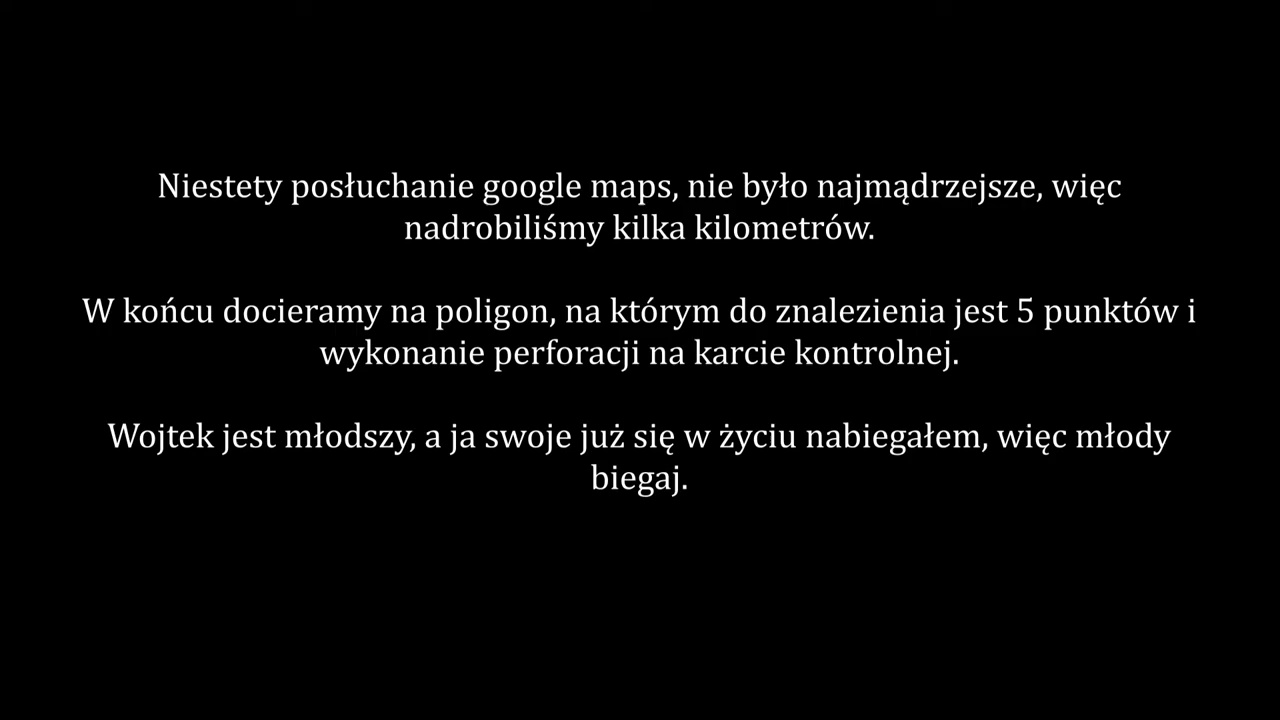 Niestety posłuchanie google maps, nie było najmądrzejsze, więc
nadrobiliśmy kilka kilometrów.
W końcu docieramy na poligon, na którym do znalezienia jest 5 punktów i
wykonanie perforacji na karcie kontrolnej.
Wojtek jest młodszy, a ja swoje już się w życiu nabiegałem, więc młody
biegaj.